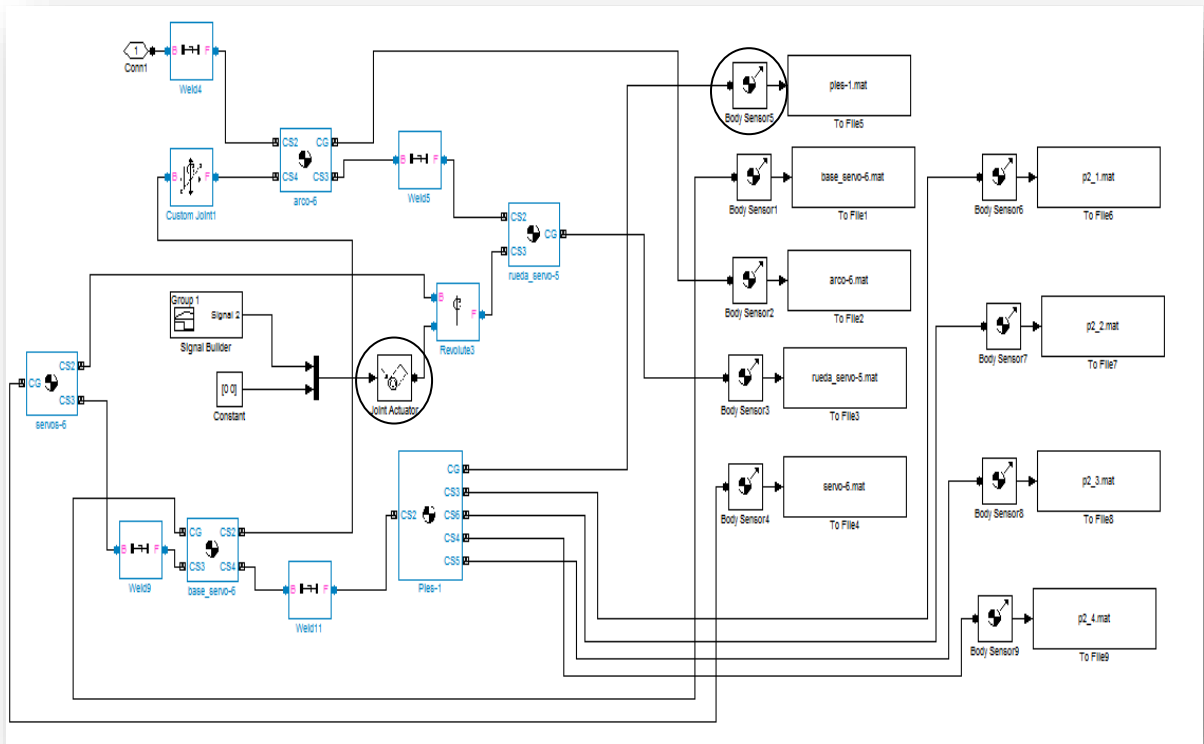 1
Conn1
B F
Weld4
CS2 CG
CS4 CS3
arco-6
B F
Custom Joint1
B F
Weld5
CS2
CG
CS3
rueda_servo-5
B
F
Revolute3
Group 1
Signal 2
Signal Builder
[0 0]
Constant
Joint Actuator
CS2
CG
CS3
servos-6
B F
Weld9
CG CS2
CS3 CS4
base_servo-6
B F
Weld11
CG
CS3
CS2 CS6
CS4
CS5
Pies-1
Body Sensor5
pies-1.mat
To File5
Body Sensor1
base_servo-6.mat
To File1
Body Sensor6
p2_1.mat
To File6
Body Sensor2
arco-6.mat
To File2
Body Sensor7
p2_2.mat
To File7
Body Sensor3
rueda_servo-5.mat
To File3
Body Sensor4
servo-6.mat
To File4
Body Sensor8
p2_3.mat
To File8
Body Sensor9
p2_4.mat
To File9